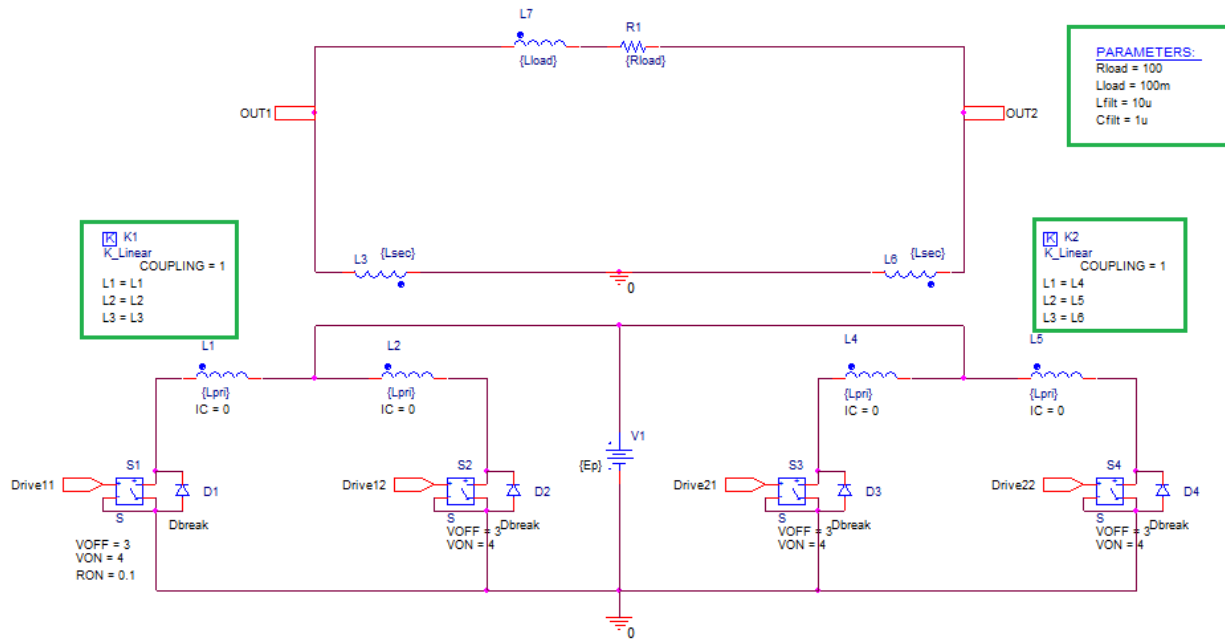 L7
R1
{Lload}
{Rload}
PARAMETERS:
Rload = 100
Lload = 100m
Lfilt = 10u
Cfilt = 1u
OUT1
OUT2
K K1
K_Linear
COUPLING = 1
L1 = L1
L2 = L2
L3 = L3
L3
{Lsec}
0
L6
{Lsec}
K K2
K_Linear
COUPLING = 1
L1 = L4
L2 = L5
L3 = L6
L1
{Lpri}
IC = 0
L2
{Lpri}
IC = 0
L4
{Lpri}
IC = 0
L5
{Lpri}
IC = 0
V1
{Ep}
Drive11
S1
S
D1
Dbreak
VOFF = 3
VON = 4
RON = 0.1
Drive12
S2
S
D2
Dbreak
VOFF = 3
VON = 4
Drive21
S3
S
D3
Dbreak
VOFF = 3
VON = 4
Drive22
S4
S
D4
Dbreak
VOFF = 3
VON = 4
0